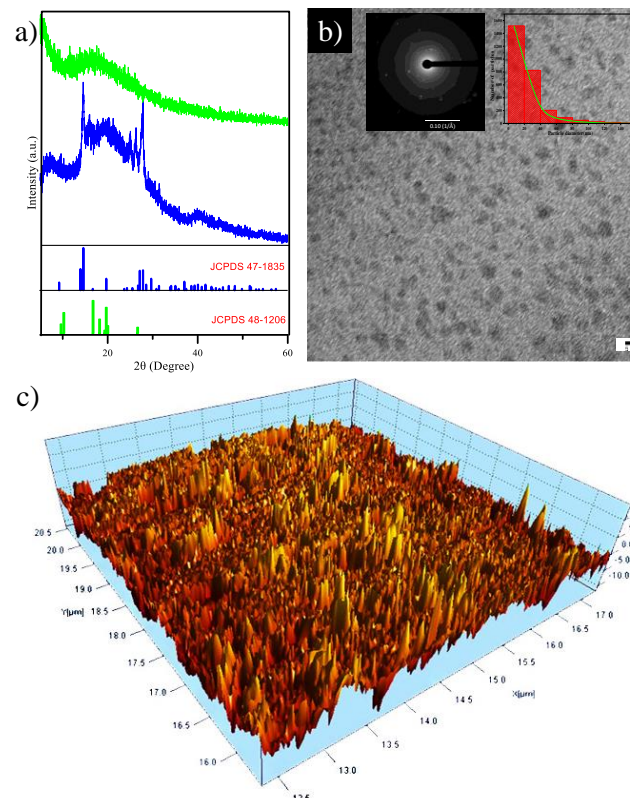 a)
Intensity (a.u.)
JCPDS 47-1835
JCPDS 48-1206
20
40
60
2θ (Degree)
b)
0.10 (1/Å)
c)
20.5
20.0
19.5
19.0
18.5
18.0
17.5
17.0
16.5
16.0
Y[µm]
13.0
13.5
14.0
14.5
15.0
15.5
16.0
16.5
17.0
X[µm]
-5.0
-10.0